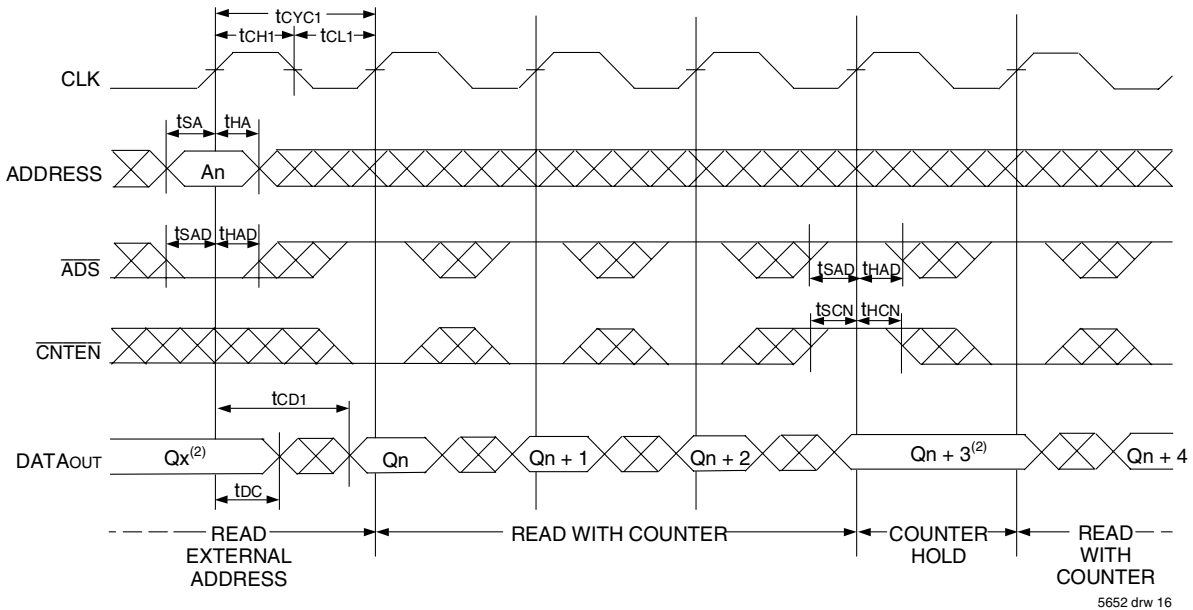 tCYC1
tCH1 tCL1
CLK
tSA tHA
ADDRESS An
tSAD tHAD
ADS
tSAD tHAD
tSCN tHCN
CNTEN
tCD1
DATAOUT Qx(2) Qn Qn + 1 Qn + 2 Qn + 3(2) Qn + 4
tDC
READ EXTERNAL ADDRESS
READ WITH COUNTER
COUNTER HOLD
READ WITH COUNTER
5652 drw 16